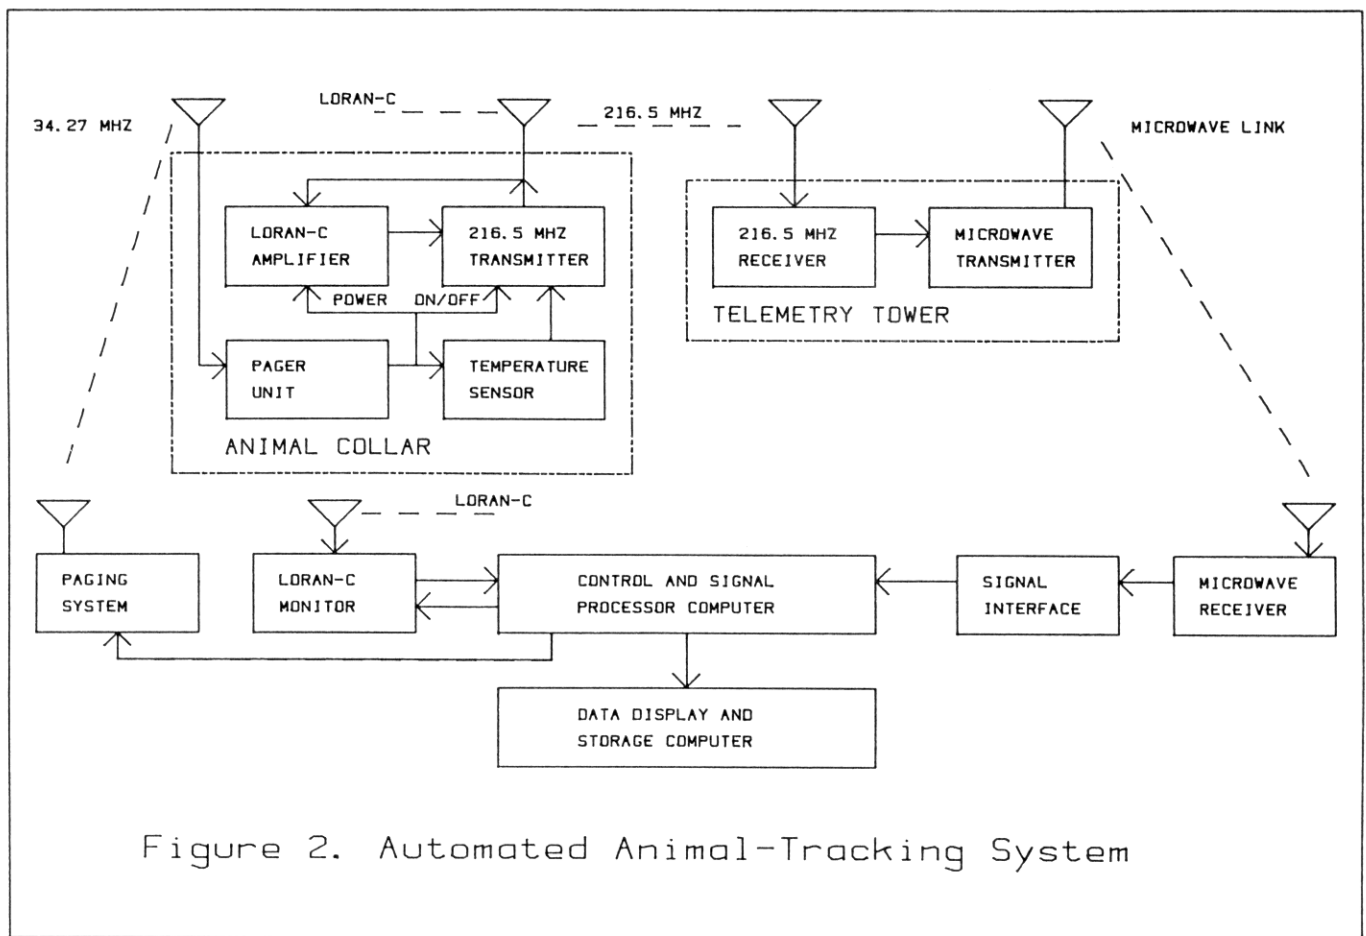 LORAN-C
34.27 MHZ
216.5 MHZ
MICROWAVE LINK
LORAN-C
AMPLIFIER
216.5 MHZ
TRANSMITTER
216.5 MHZ
RECEIVER
MICROWAVE
TRANSMITTER
POWER ON/OFF
TELEMETRY TOWER
PAGER
UNIT
TEMPERATURE
SENSOR
ANIMAL COLLAR
LORAN-C
PAGING
SYSTEM
LORAN-C
MONITOR
CONTROL AND SIGNAL
PROCESSOR COMPUTER
SIGNAL
INTERFACE
MICROWAVE
RECEIVER
DATA DISPLAY AND
STORAGE COMPUTER
Figure 2. Automated Animal-Tracking System